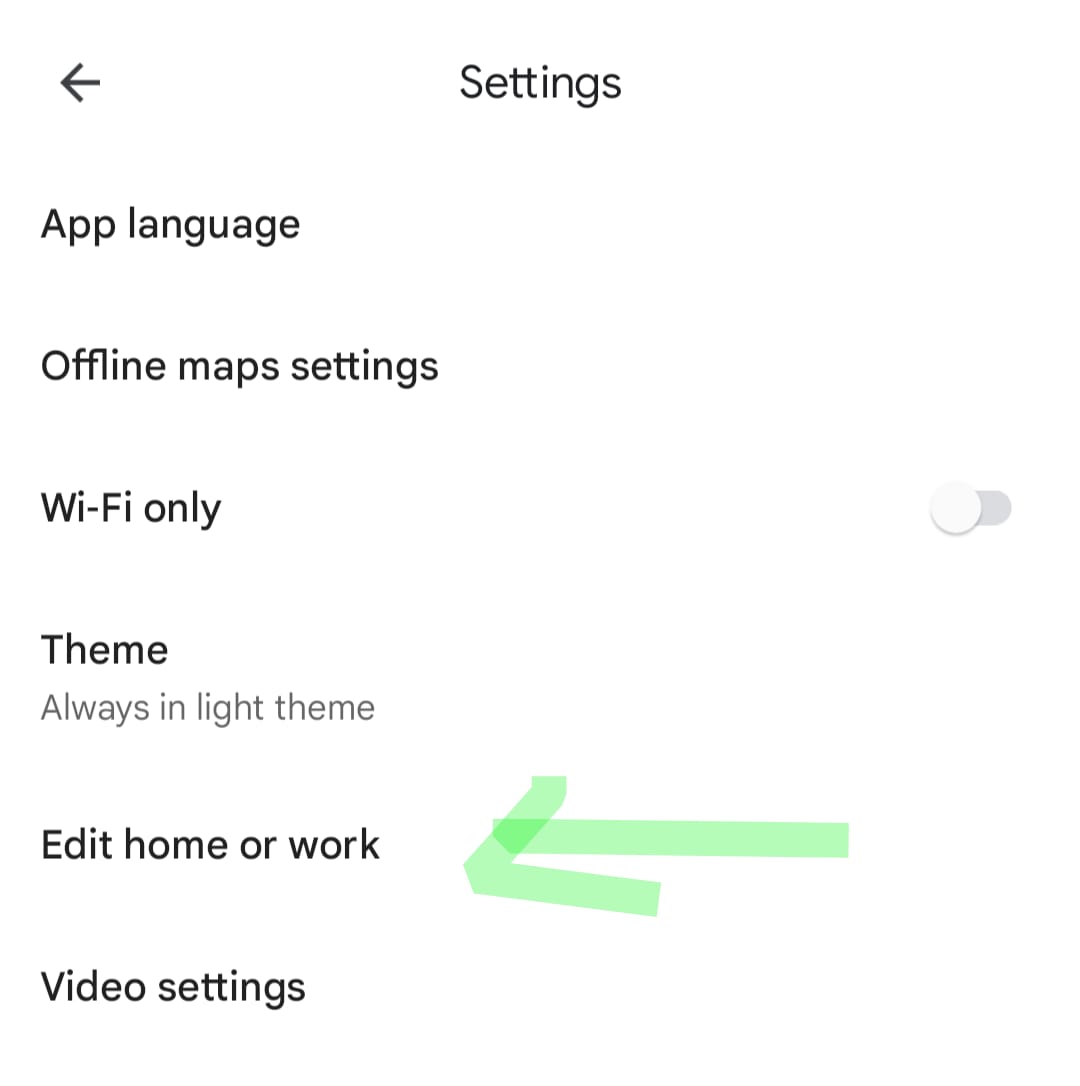 Settings
App language
Offline maps settings
Wi-Fi only
Theme
Always in light theme
Edit home or work
Video settings